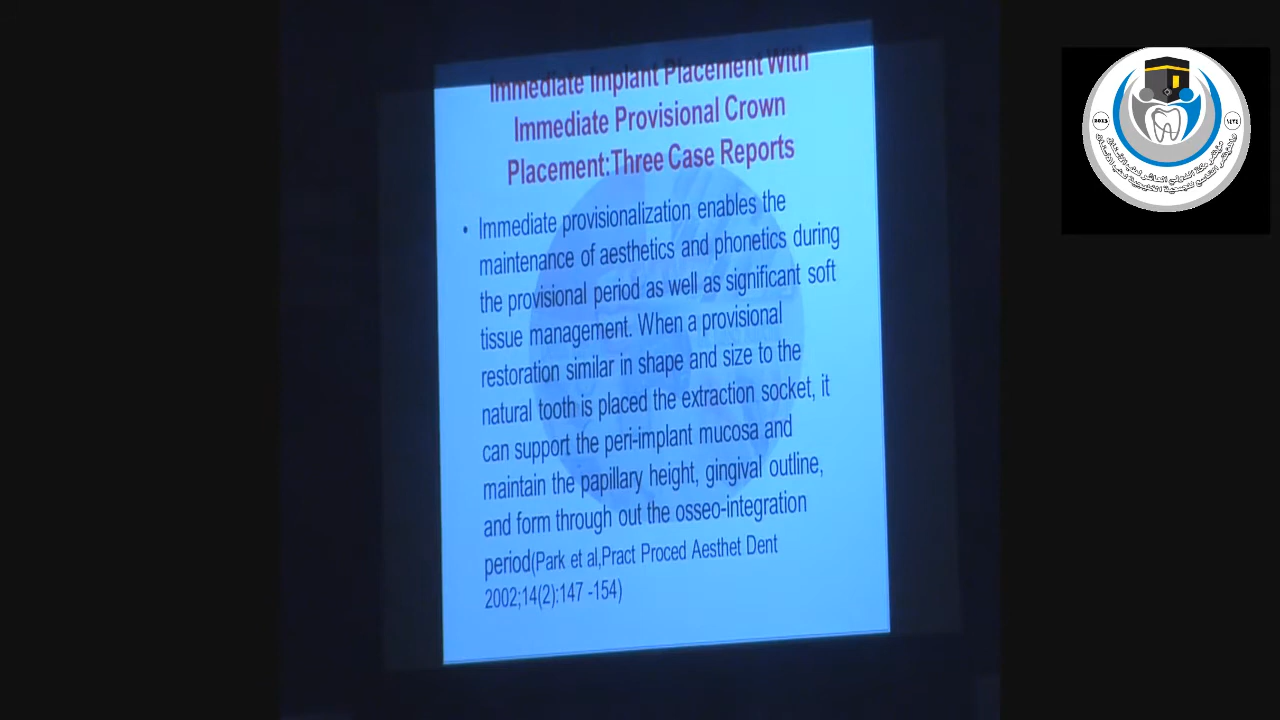 Immediate Implant Placement With
Immediate Provisional Crown
Placement:Three Case Reports
• Immediate provisionalization enables the
maintenance of aesthetics and phonetics during
the provisional period as well as significant soft
tissue management. When a provisional
restoration similar in shape and size to the
natural tooth is placed the extraction socket, it
can support the peri-implant mucosa and
maintain the papillary height, gingival outline,
and form through out the osseo-integration
period(Park et al,Pract Proced Aesthet Dent
2002;14(2):147 -154)
2013
١٤٣٤